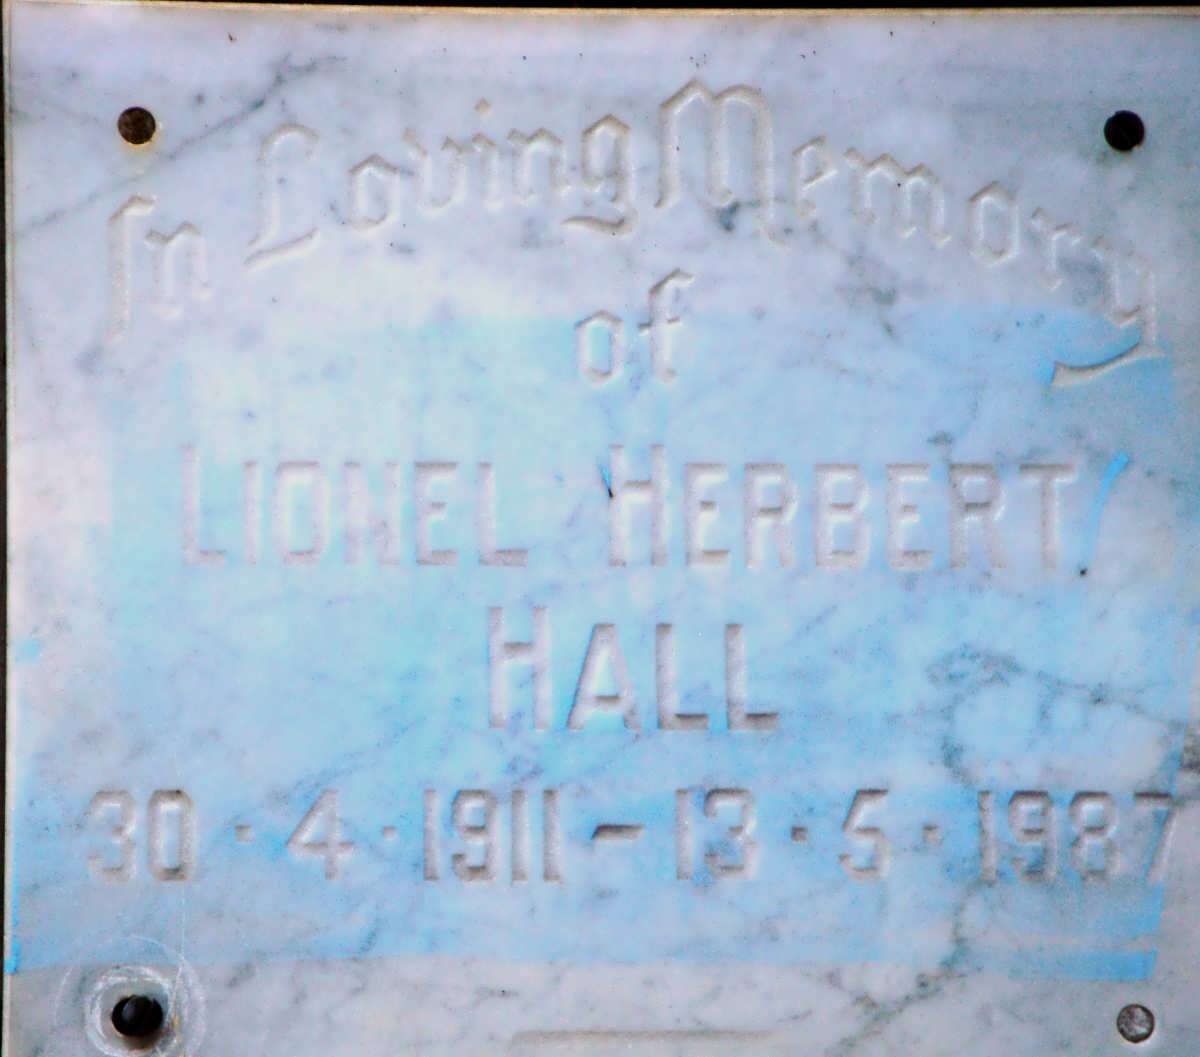 In Loving Memory
of
LIONEL HERBERT
HALL
30·4·1911–13·5·1987